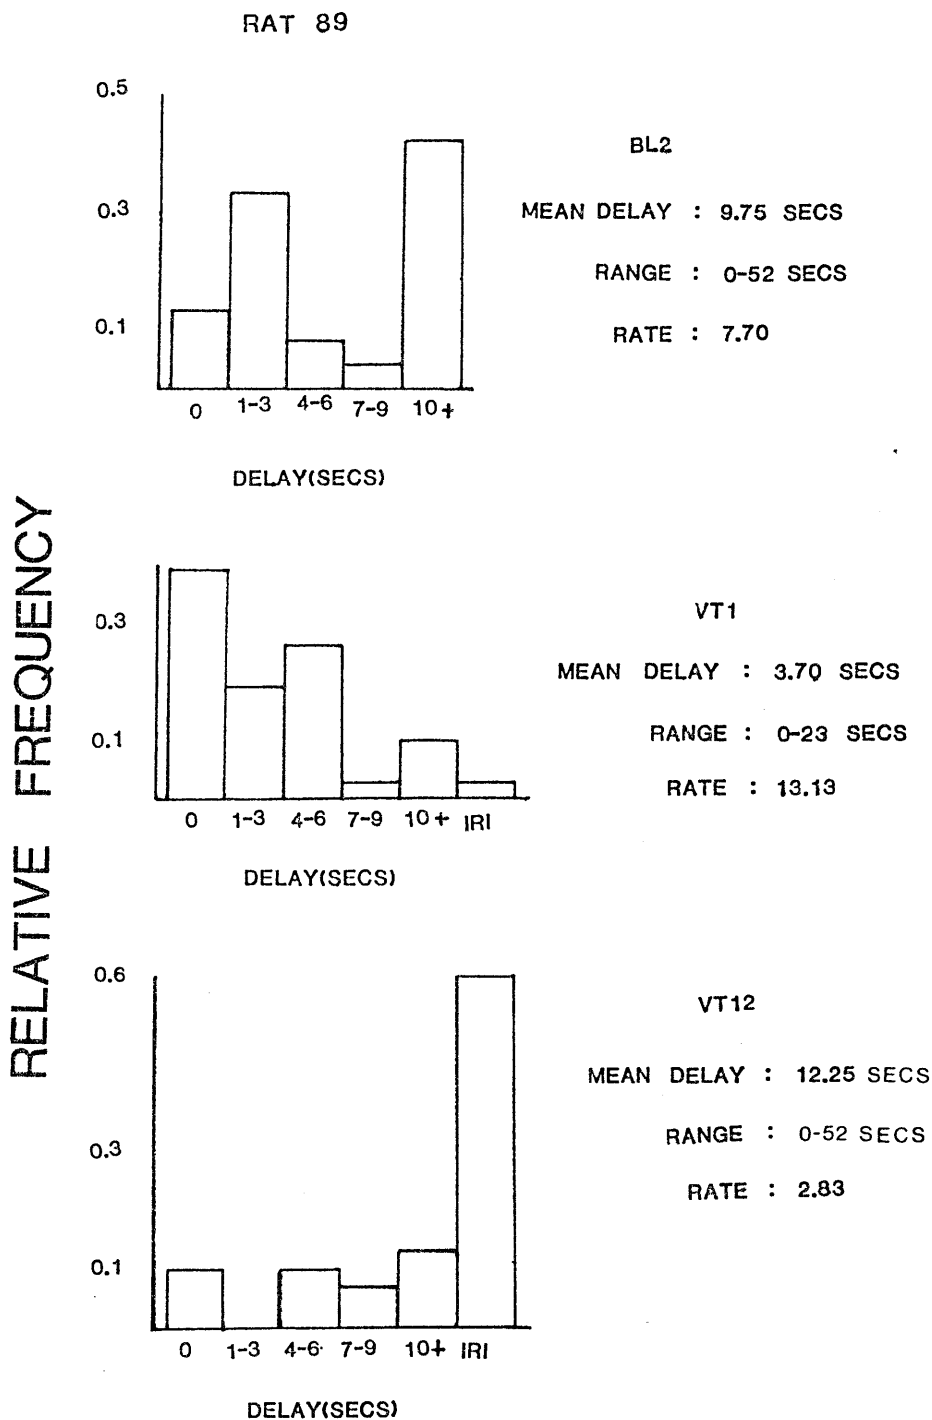 RAT 89
0.5
0.3
0.1
0 1-3 4-6 7-9 10+
DELAY(SECS)
BL2
MEAN DELAY : 9.75 SECS
RANGE : 0-52 SECS
RATE : 7.70
RELATIVE FREQUENCY
0.3
0.1
0 1-3 4-6 7-9 10+ IRI
DELAY(SECS)
VT1
MEAN DELAY : 3.70 SECS
RANGE : 0-23 SECS
RATE : 13.13
0.6
0.3
0.1
0 1-3 4-6 7-9 10+ IRI
DELAY(SECS)
VT12
MEAN DELAY : 12.25 SECS
RANGE : 0-52 SECS
RATE : 2.83